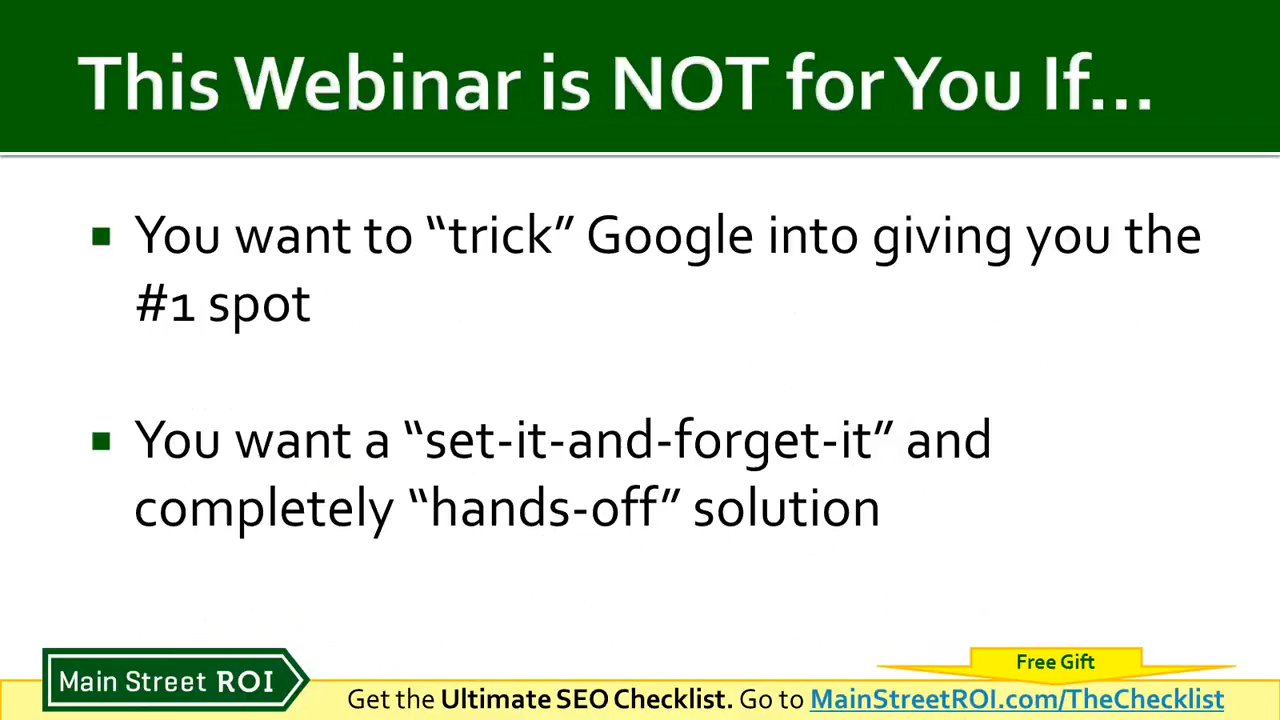 This Webinar is NOT for You If...
You want to “trick” Google into giving you the
#1 spot
You want a “set-it-and-forget-it” and
completely “hands-off” solution
Free Gift
Main Street ROI
Get the Ultimate SEO Checklist. Go to MainStreetROI.com/TheChecklist